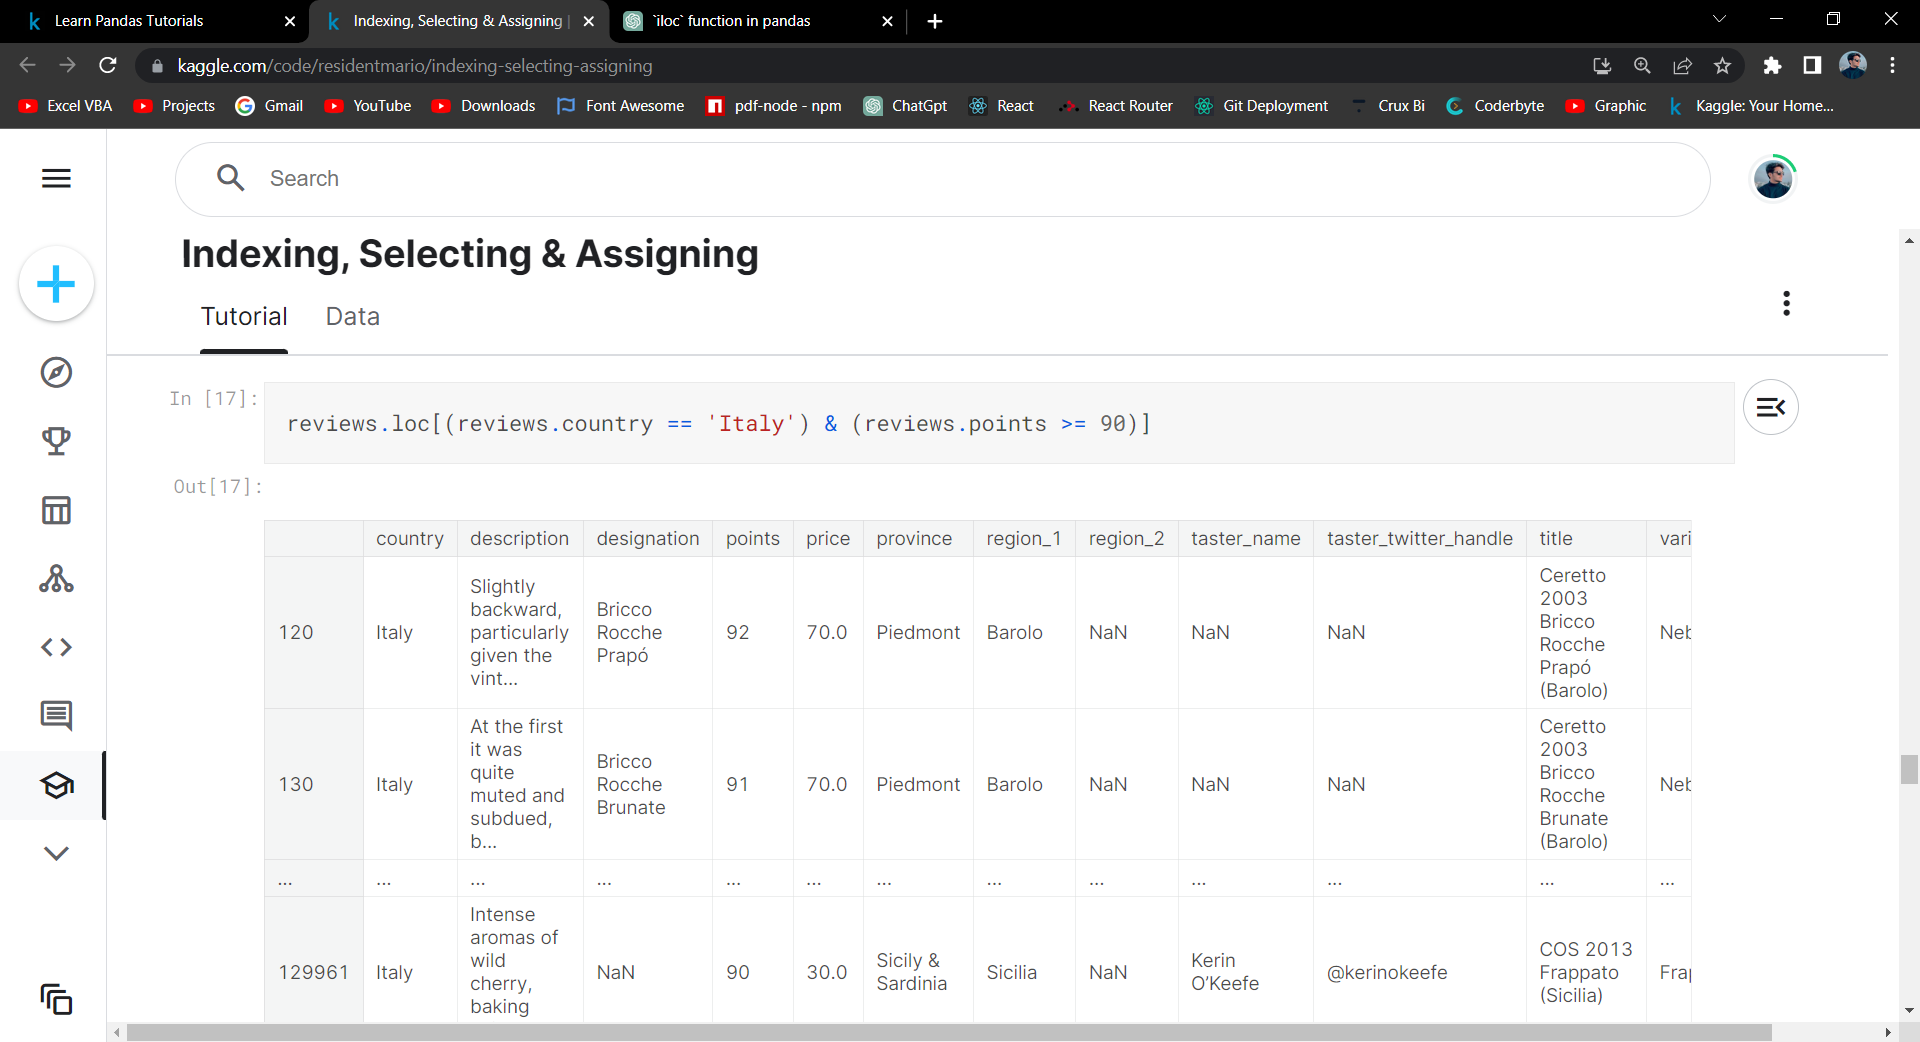 Learn Pandas Tutorials
Indexing, Selecting & Assigning |
`iloc` function in pandas
kaggle.com/code/residentmario/indexing-selecting-assigning
Excel VBA Projects Gmail YouTube Downloads Font Awesome pdf-node - npm ChatGpt React React Router Git Deployment Crux Bi Coderbyte Graphic Kaggle: Your Home...
Search
Indexing, Selecting & Assigning
Tutorial Data
In [17]:
reviews.loc[(reviews.country == 'Italy') & (reviews.points >= 90)]
Out[17]:
country description designation points price province region_1 region_2 taster_name taster_twitter_handle title vari
120 Italy
Slightly
backward,
particularly
given the
vint...
Bricco
Rocche
Prapó
92 70.0 Piedmont Barolo NaN NaN NaN
Ceretto
2003
Bricco
Rocche
Prapó
(Barolo)
Neb
130 Italy
At the first
it was
quite
muted and
subdued,
b...
Bricco
Rocche
Brunate
91 70.0 Piedmont Barolo NaN NaN NaN
Ceretto
2003
Bricco
Rocche
Brunate
(Barolo)
Neb
... ... ... ... ... ... ... ... ... ... ... ... ...
129961 Italy
Intense
aromas of
wild
cherry,
baking
NaN 90 30.0
Sicily &
Sardinia
Sicilia NaN
Kerin
O'Keefe
@kerinokeefe
COS 2013
Frappato
(Sicilia)
Frap